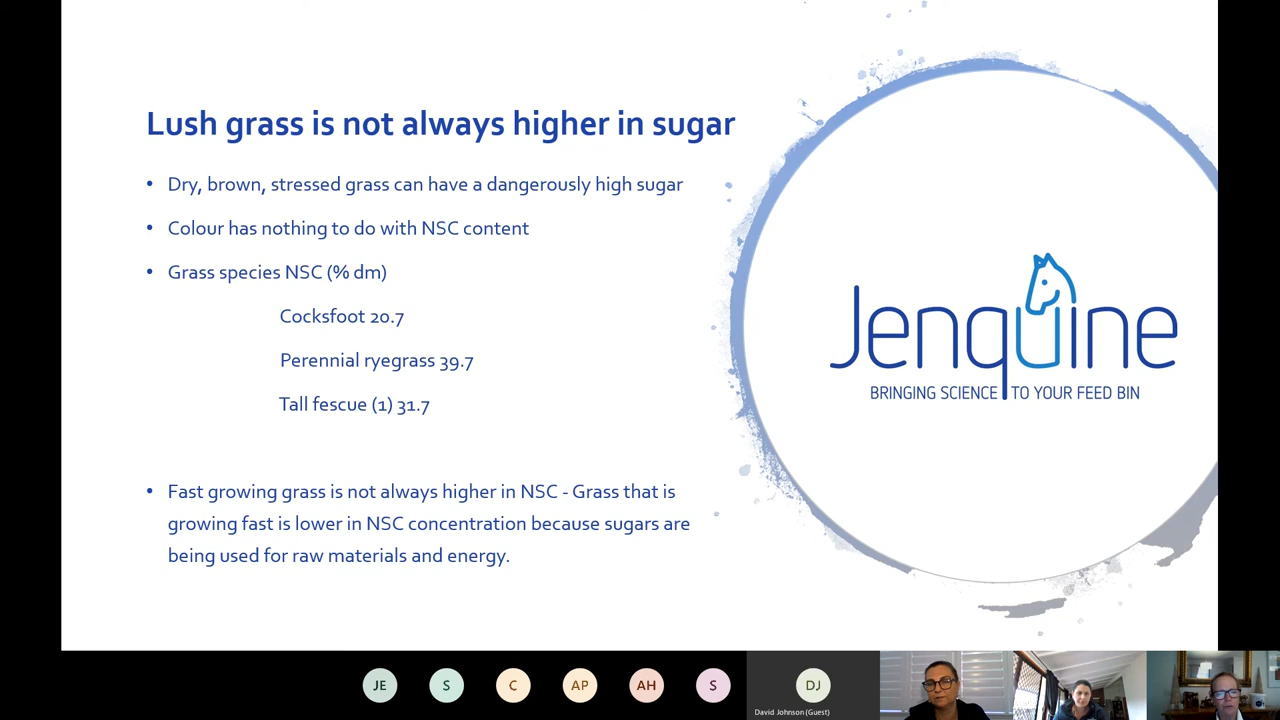 Lush grass is not always higher in sugar
• Dry, brown, stressed grass can have a dangerously high sugar
• Colour has nothing to do with NSC content
• Grass species NSC (% dm)
Cocksfoot 20.7
Perennial ryegrass 39.7
Tall fescue (1) 31.7
• Fast growing grass is not always higher in NSC - Grass that is
growing fast is lower in NSC concentration because sugars are
being used for raw materials and energy.
Jenquine
BRINGING SCIENCE TO YOUR FEED BIN
JE S C AP AH S DJ
David Johnson (Guest)